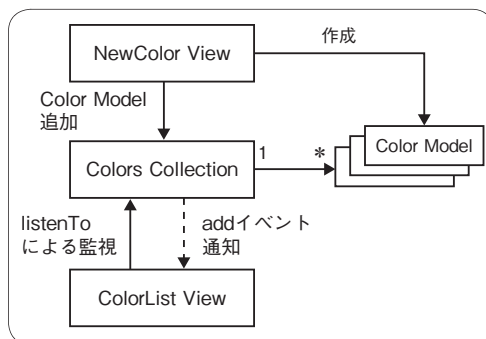 NewColor View
作成
Color Model
追加
Color Model
Colors Collection
1
*
listenTo
による監視
addイベント
通知
ColorList View